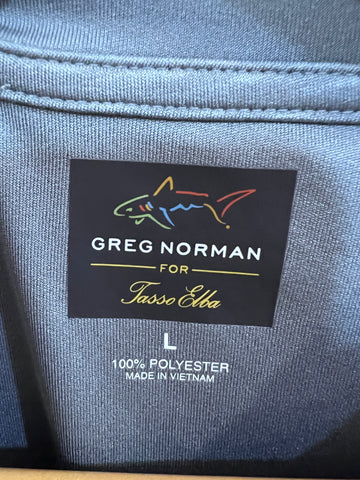 GREG NORMAN
FOR
Tasso Elba
L
100% POLYESTER
MADE IN VIETNAM